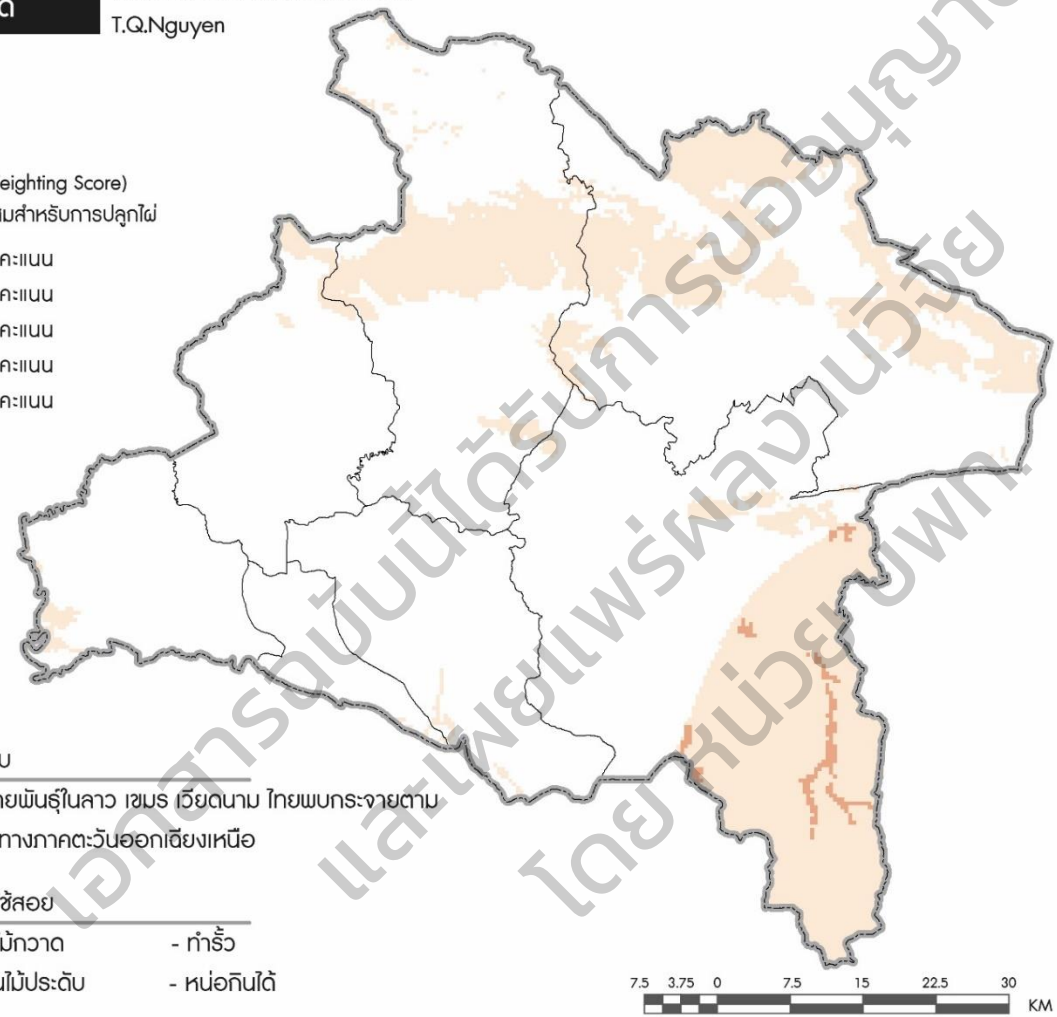 T.Q.Nguyen
eighting Score)
สมสำหรับการปลูกไผ่
คะแนน
คะแนน
คะแนน
คะแนน
คะแนน
ยพันธุ์ในลาว เขมร เวียดนาม ไทยพบกระจายตาม
ทางภาคตะวันออกเฉียงเหนือ
ช้สอย
ม้กวาด - ทำรั้ว
นไม้ประดับ - หน่อกินได้
7.5 3.75 0 7.5 15 22.5 30
KM
เอกสารฉบับนี้ได้รับการขออนุญาต
และเผยแพร่ผลงานวิจัย
โดย หน่วย บพท.